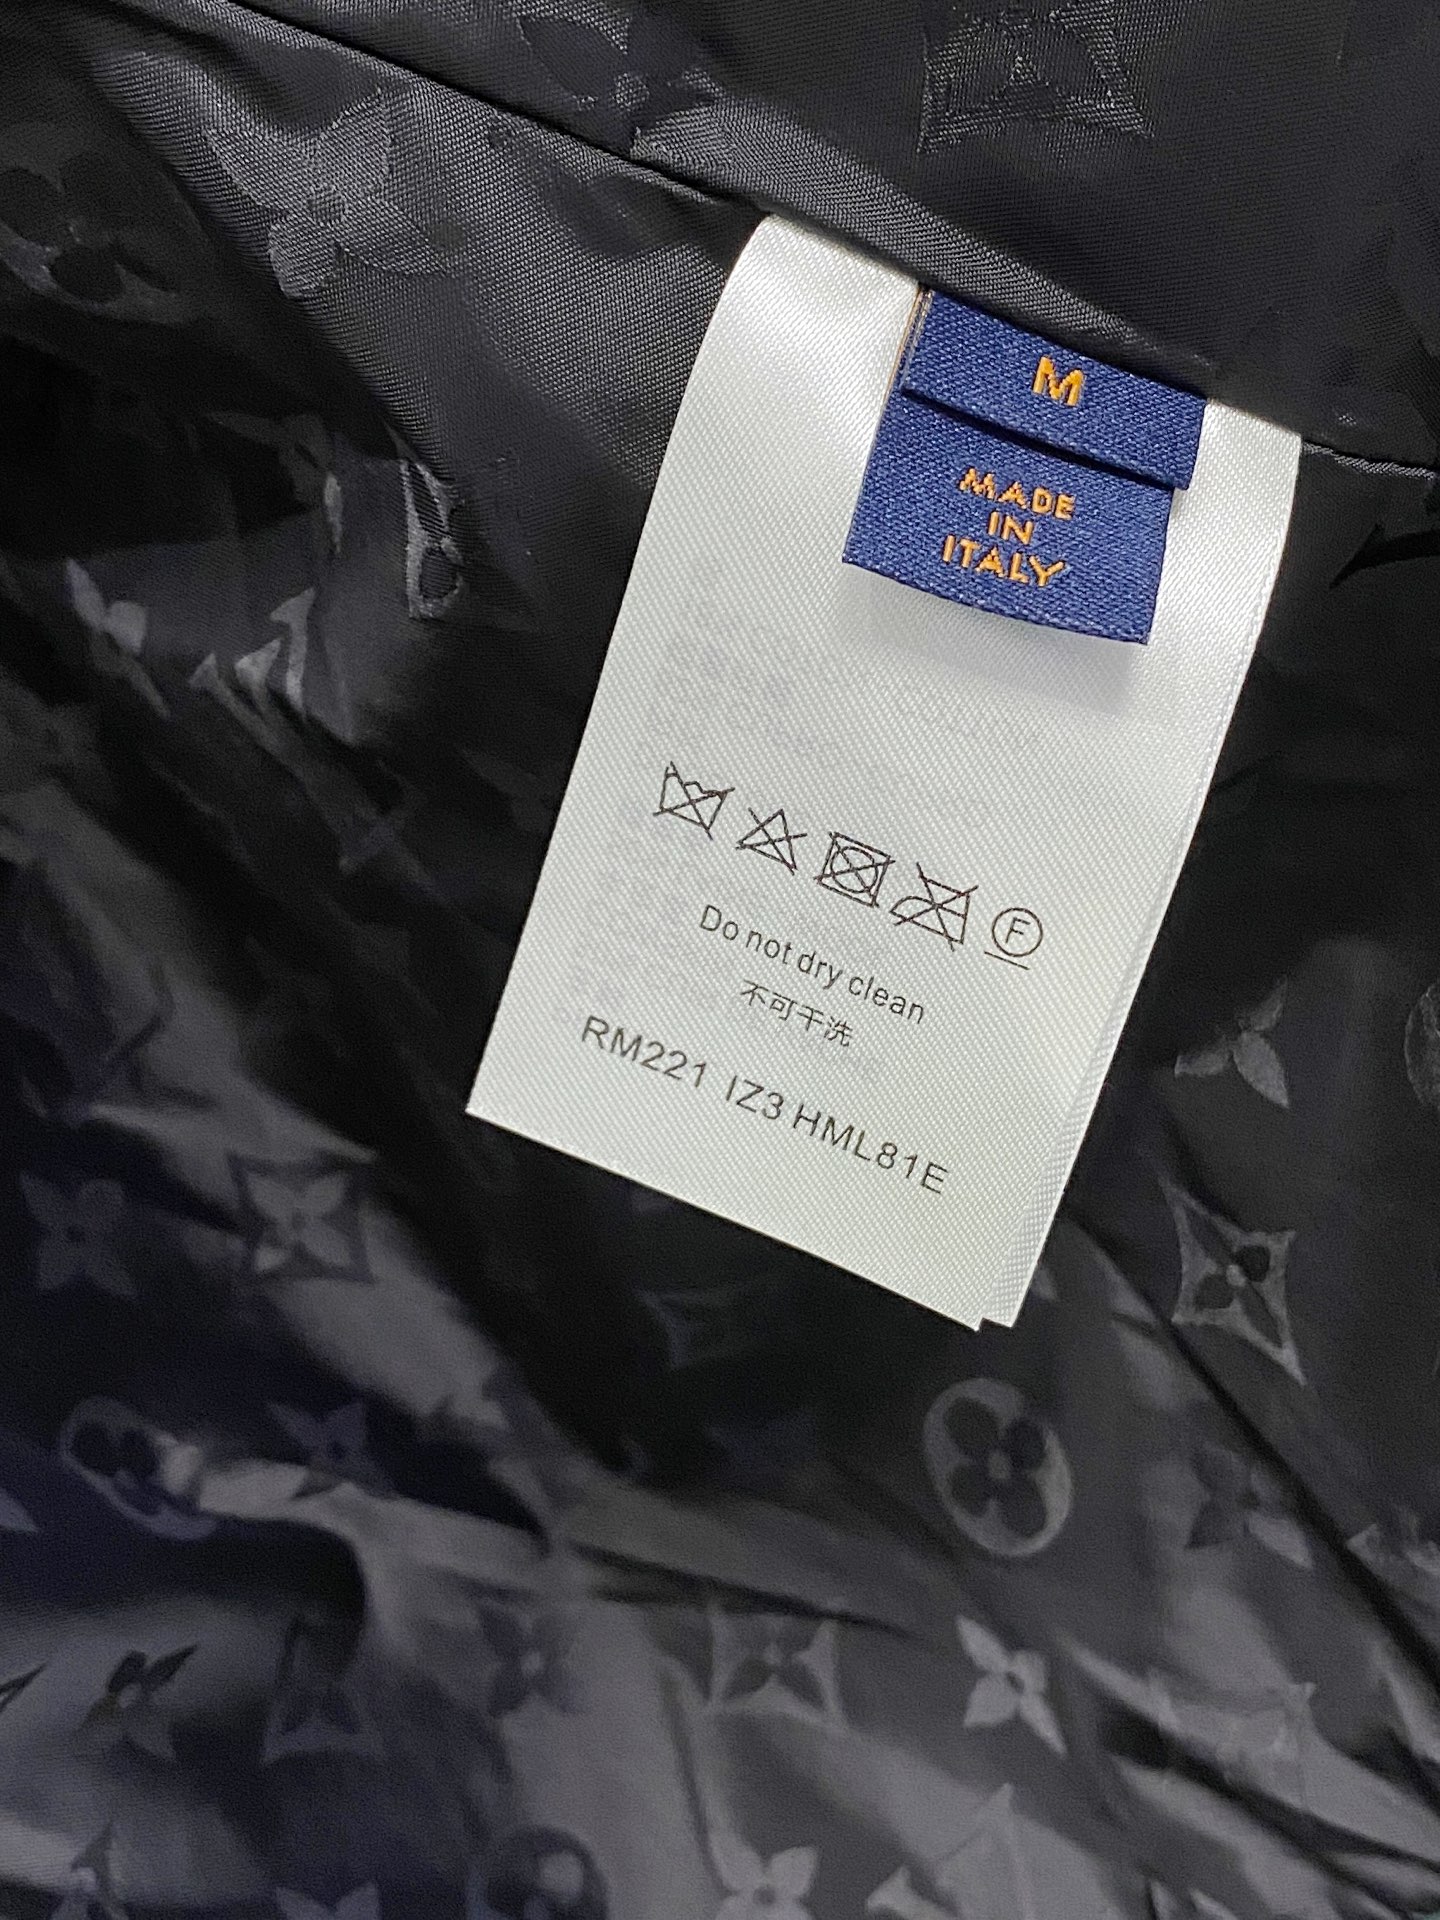 M
MADE
IN
ITALY
F
Do not dry clean
不可干洗
RM221 IZ3 HML81E